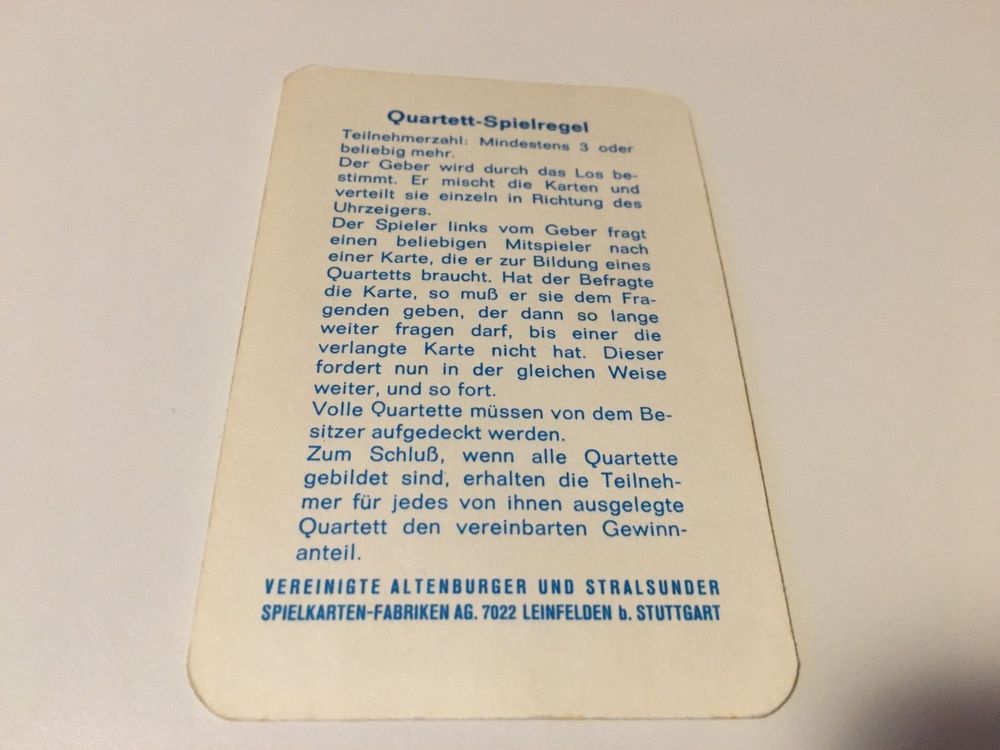 Quartett-Spielregel
Teilnehmerzahl: Mindestens 3 oder
beliebig mehr.
Der Geber wird durch das Los be-
stimmt. Er mischt die Karten und
verteilt sie einzeln in Richtung des
Uhrzeigers.
Der Spieler links vom Geber fragt
einen beliebigen Mitspieler nach
einer Karte, die er zur Bildung eines
Quartetts braucht. Hat der Befragte
die Karte, so muß er sie dem Fra-
genden geben, der dann so lange
weiter fragen darf, bis einer die
verlangte Karte nicht hat. Dieser
fordert nun in der gleichen Weise
weiter, und so fort.
Volle Quartette müssen von dem Be-
sitzer aufgedeckt werden.
Zum Schluß, wenn alle Quartette
gebildet sind, erhalten die Teilneh-
mer für jedes von ihnen ausgelegte
Quartett den vereinbarten Gewinn-
anteil.
VEREINIGTE ALTENBURGER UND STRALSUNDER
SPIELKARTEN-FABRIKEN AG. 7022 LEINFELDEN b. STUTTGART